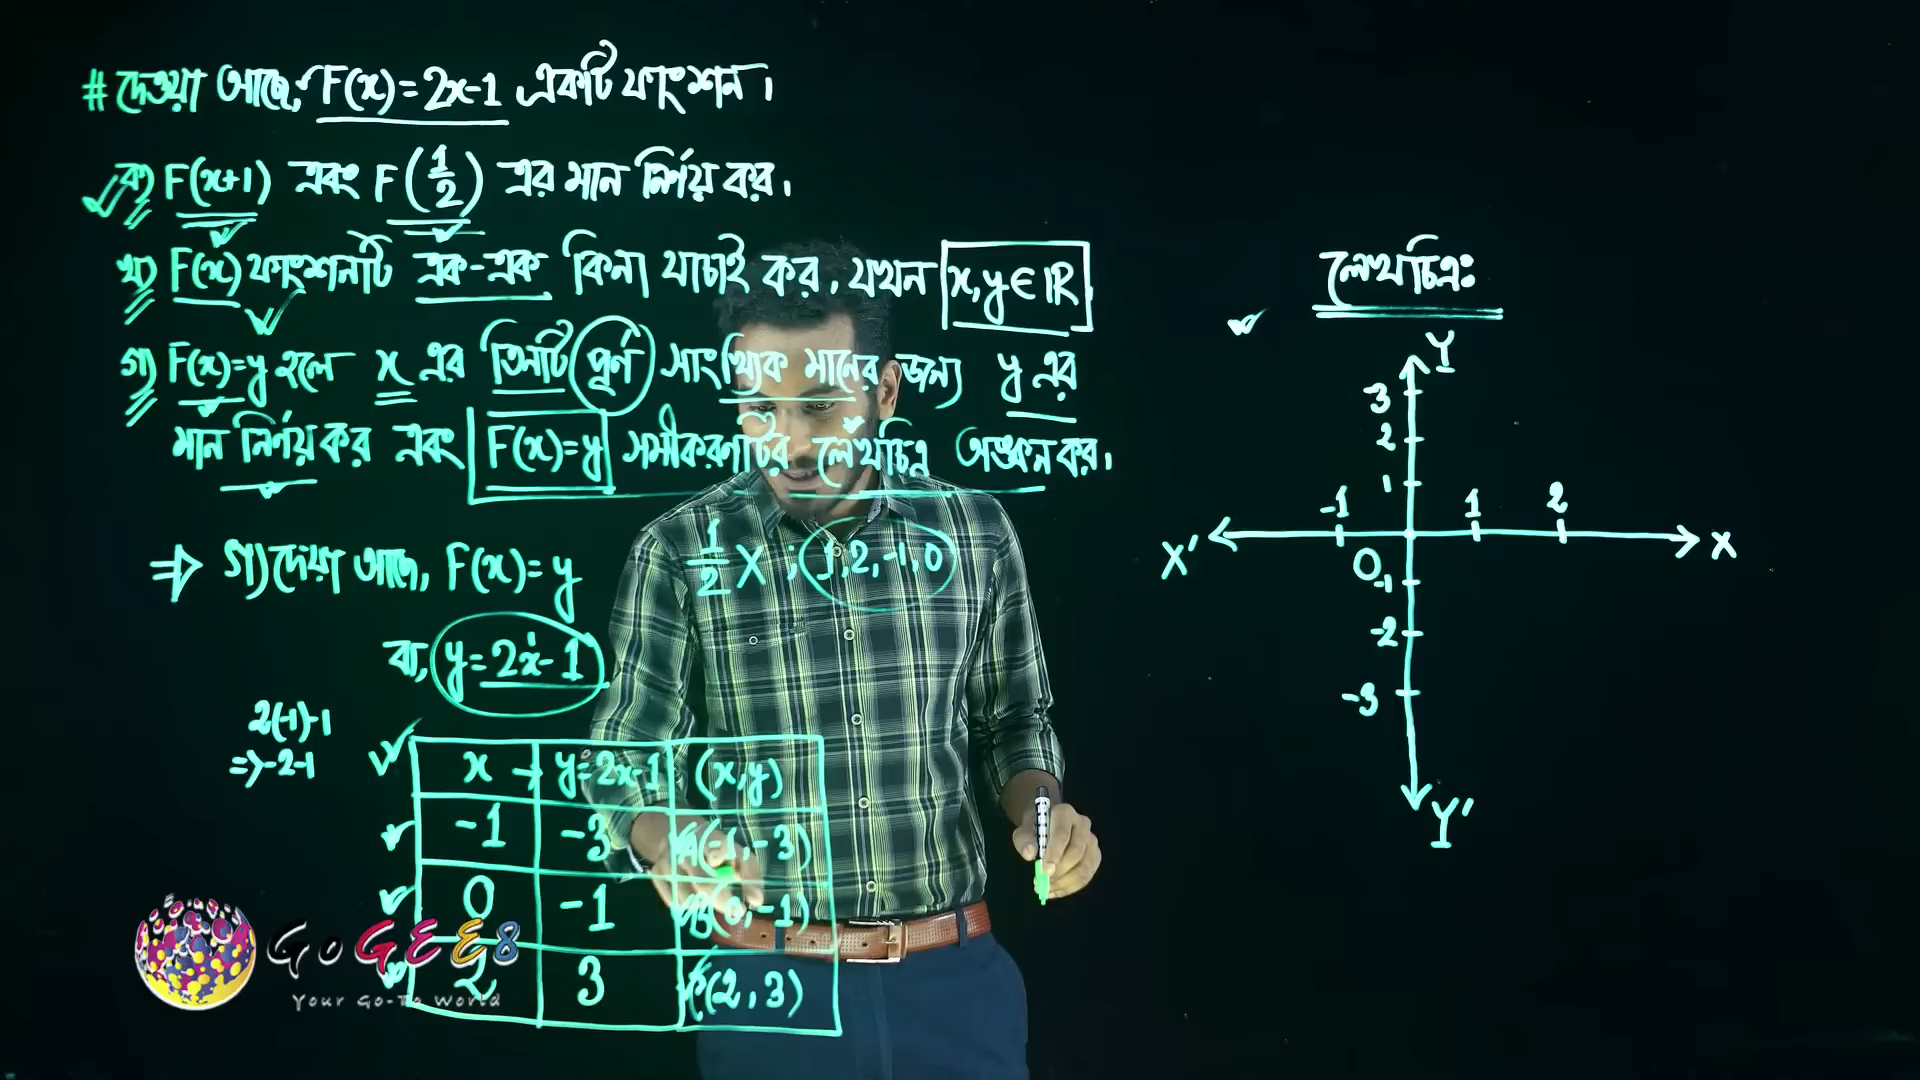 # দেওয়া আছে, F(x)=2x-1 একটি ফাংশন।
ক) F(x+1) এবং F(1/2) এর মান নির্ণয় কর।
খ) F(x) ফাংশনটি এক-এক কিনা যাচাই কর, যখন x,y∈IR
গ) F(x)=y হলে x এর তিনটি পূর্ণ সাংখ্যিক মানের জন্য y এর
মান নির্ণয় কর এবং F(x)=y সমীকরণটির লেখচিত্র অঙ্কন কর।
⇒ গ) দেয়া আছে, F(x)=y
1/2 X ; 1,2,-1,0
বা, y=2x-1
2(-1)-1
=>-2-1
x y=2x-1 (x,y)
-1 -3 (-1,-3)
0 -1 (0,-1)
2 3 (2,3)
লেখচিত্রঃ
Y
3
2
1
-1 1 2
X' O X
-1
-2
-3
Y'
GoGEE8
Your Go-To World